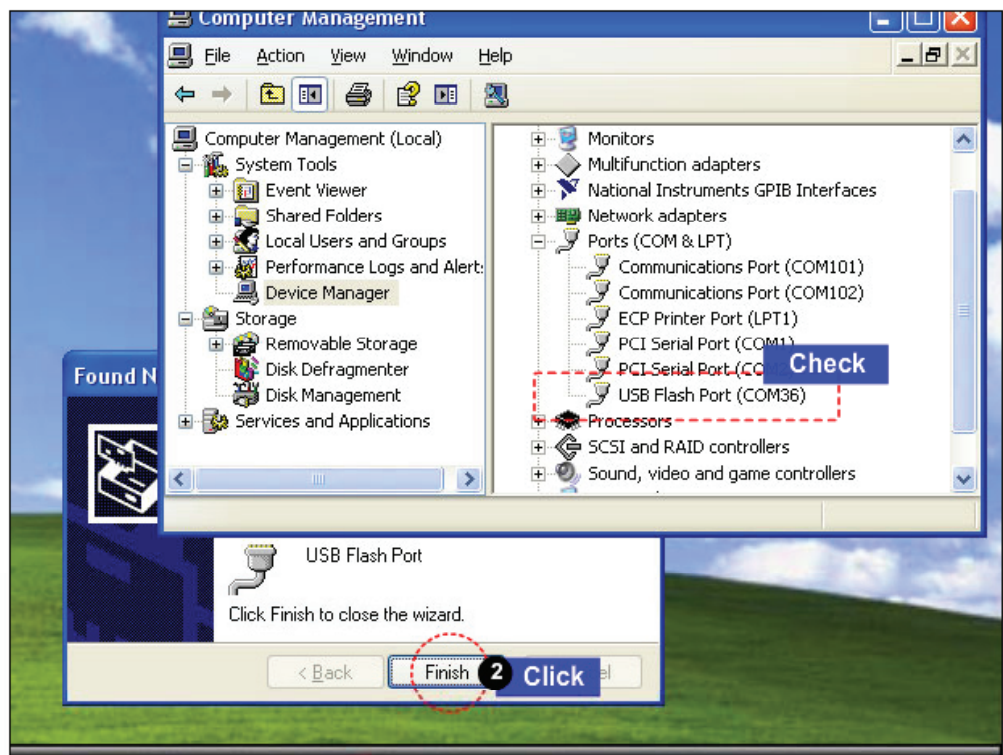 Computer Management
File Action View Window Help
Computer Management (Local)
System Tools
Event Viewer
Shared Folders
Local Users and Groups
Performance Logs and Alert:
Device Manager
Storage
Removable Storage
Disk Defragmenter
Disk Management
Services and Applications
Monitors
Multifunction adapters
National Instruments GPIB Interfaces
Network adapters
Ports (COM & LPT)
Communications Port (COM101)
Communications Port (COM102)
ECP Printer Port (LPT1)
PCI Serial Port (COM1)
PCI Serial Port (COM
Check
USB Flash Port (COM36)
Processors
SCSI and RAID controllers
Sound, video and game controllers
Found N
USB Flash Port
Click Finish to close the wizard.
< Back Finish 2 Click el